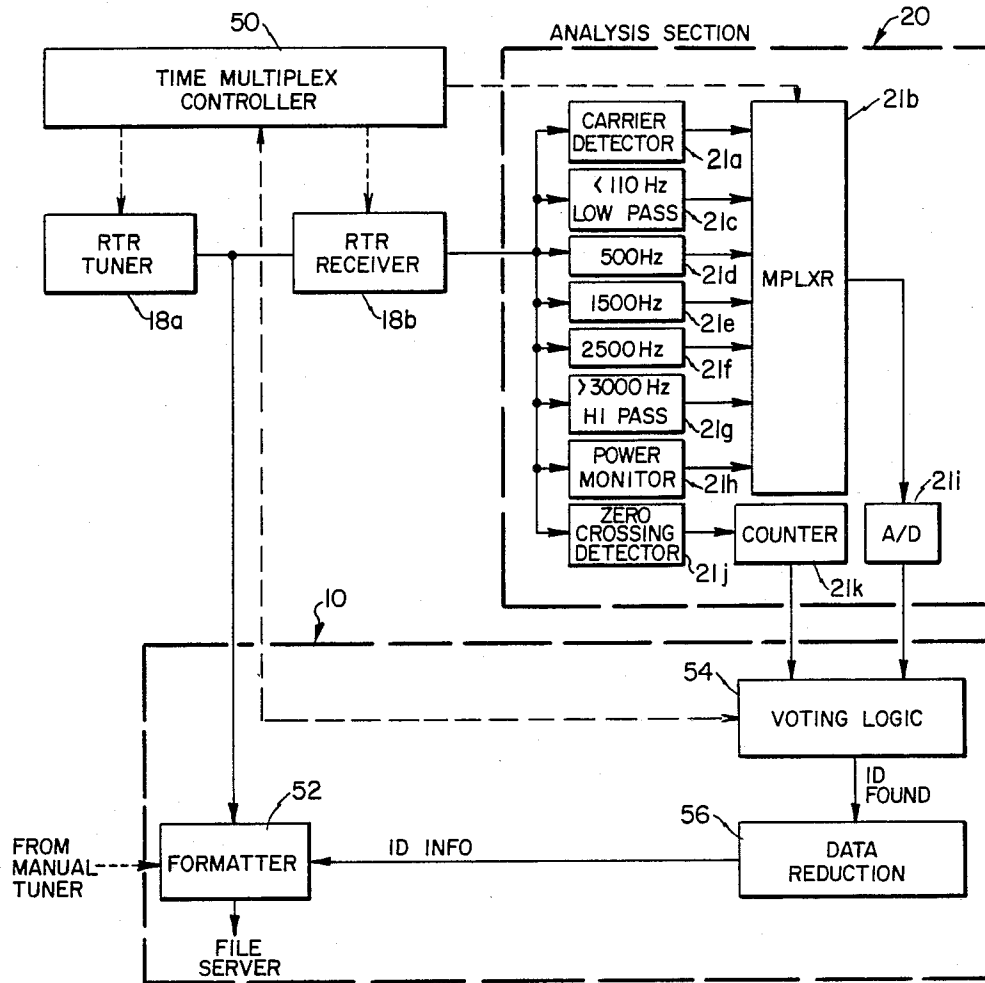 50
ANALYSIS SECTION
20
TIME MULTIPLEX
CONTROLLER
21b
CARRIER
DETECTOR
21a
< 110 Hz
LOW PASS
21c
RTR
TUNER
18a
RTR
RECEIVER
18b
500Hz
21d
MPLXR
1500Hz
21e
2500Hz
21f
>3000Hz
HI PASS
21g
POWER
MONITOR
21h
21i
ZERO
CROSSING
DETECTOR
21j
COUNTER
21k
A/D
10
54
VOTING LOGIC
ID
FOUND
52
56
FROM
MANUAL
TUNER
FORMATTER
ID INFO
DATA
REDUCTION
FILE
SERVER